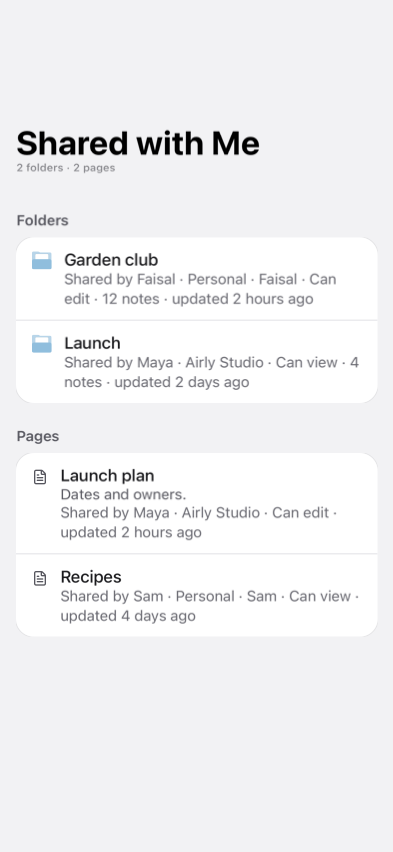 Shared with Me
2 folders · 2 pages
Folders
Garden club
Shared by Faisal · Personal · Faisal · Can
edit · 12 notes · updated 2 hours ago
Launch
Shared by Maya · Airly Studio · Can view · 4
notes · updated 2 days ago
Pages
Launch plan
Dates and owners.
Shared by Maya · Airly Studio · Can edit ·
updated 2 hours ago
Recipes
Shared by Sam · Personal · Sam · Can view ·
updated 4 days ago